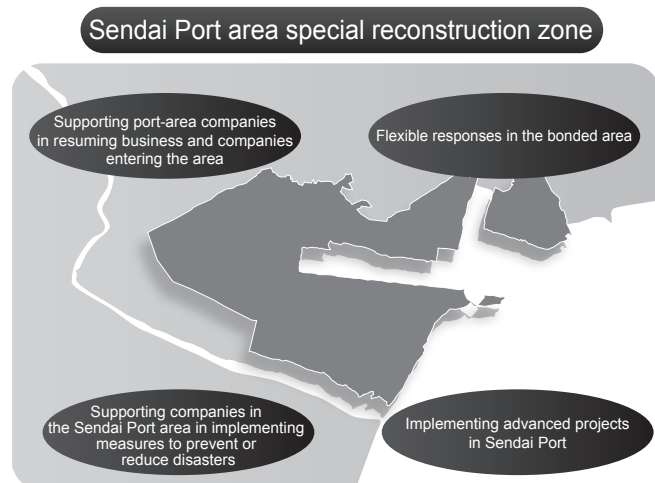 Sendai Port area special reconstruction zone
Supporting port-area companies
in resuming business and companies
entering the area
Flexible responses in the bonded area
Supporting companies in
the Sendai Port area in implementing
measures to prevent or
reduce disasters
Implementing advanced projects
in Sendai Port